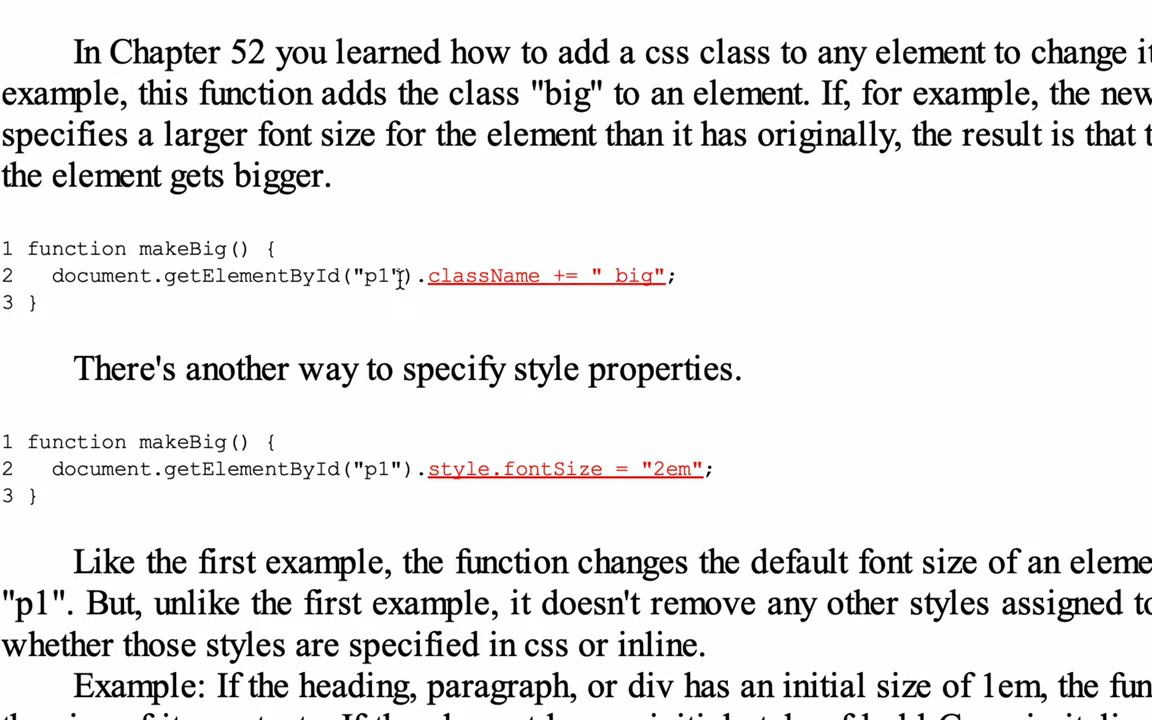 In Chapter 52 you learned how to add a css class to any element to change it
example, this function adds the class "big" to an element. If, for example, the new
specifies a larger font size for the element than it has originally, the result is that t
the element gets bigger.
1 function makeBig() {
2   document.getElementById("p1").className += " big";
3 }
There's another way to specify style properties.
1 function makeBig() {
2   document.getElementById("p1").style.fontSize = "2em";
3 }
Like the first example, the function changes the default font size of an eleme
"p1". But, unlike the first example, it doesn't remove any other styles assigned to
whether those styles are specified in css or inline.
Example: If the heading, paragraph, or div has an initial size of 1em, the fun